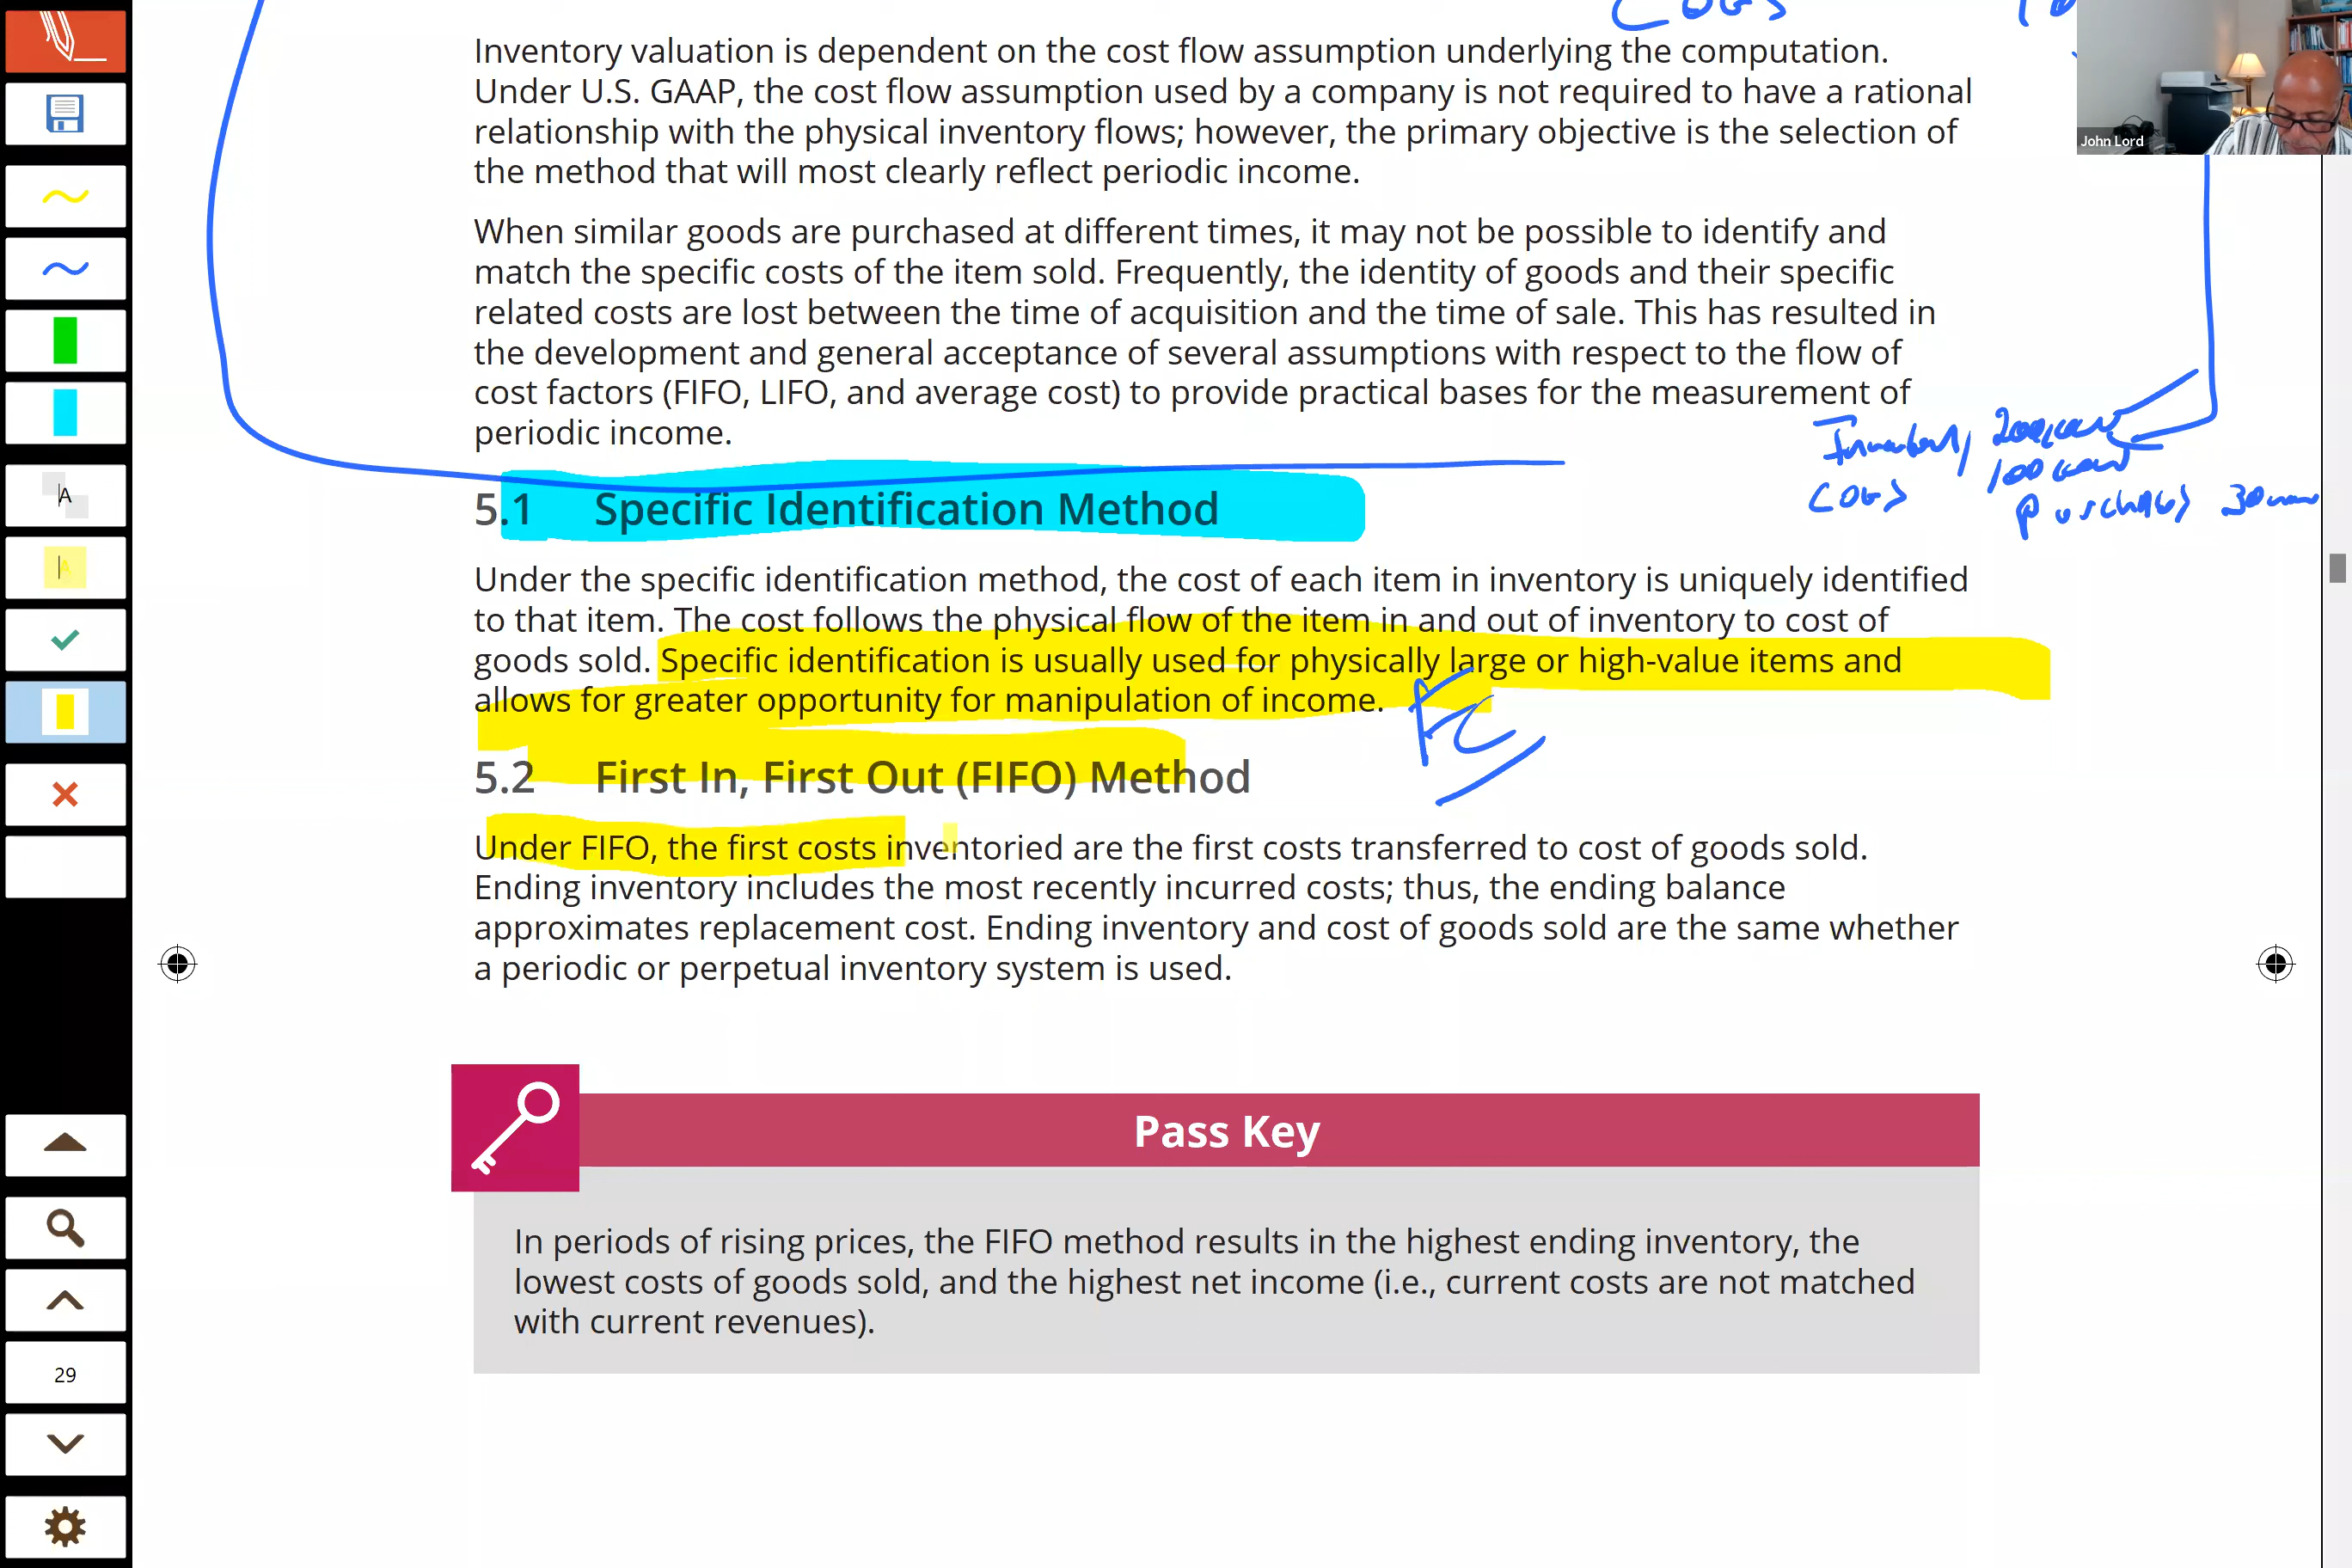 COGS
Inventory valuation is dependent on the cost flow assumption underlying the computation.
Under U.S. GAAP, the cost flow assumption used by a company is not required to have a rational
relationship with the physical inventory flows; however, the primary objective is the selection of
the method that will most clearly reflect periodic income.
John Lord
When similar goods are purchased at different times, it may not be possible to identify and
match the specific costs of the item sold. Frequently, the identity of goods and their specific
related costs are lost between the time of acquisition and the time of sale. This has resulted in
the development and general acceptance of several assumptions with respect to the flow of
cost factors (FIFO, LIFO, and average cost) to provide practical bases for the measurement of
periodic income.
Inventory
COGS
Purchases
5.1 Specific Identification Method
Under the specific identification method, the cost of each item in inventory is uniquely identified
to that item. The cost follows the physical flow of the item in and out of inventory to cost of
goods sold. Specific identification is usually used for physically large or high-value items and
allows for greater opportunity for manipulation of income.
5.2 First In, First Out (FIFO) Method
Under FIFO, the first costs inventoried are the first costs transferred to cost of goods sold.
Ending inventory includes the most recently incurred costs; thus, the ending balance
approximates replacement cost. Ending inventory and cost of goods sold are the same whether
a periodic or perpetual inventory system is used.
Pass Key
In periods of rising prices, the FIFO method results in the highest ending inventory, the
lowest costs of goods sold, and the highest net income (i.e., current costs are not matched
with current revenues).
A
A
29